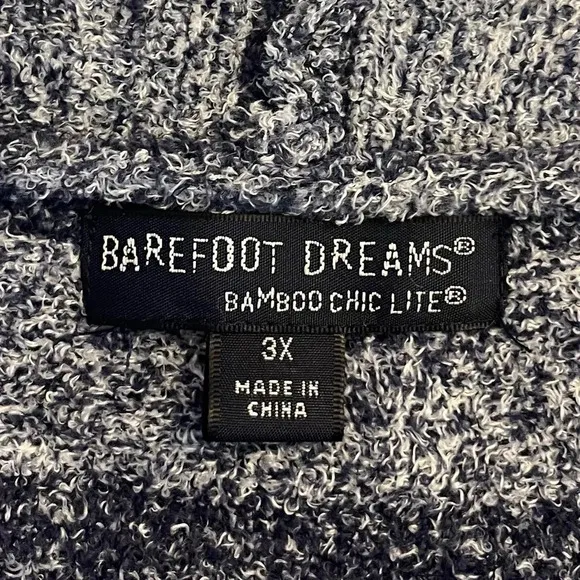 BAREFOOT DREAMS®
BAMBOO CHIC LITE®
3X
MADE IN
CHINA